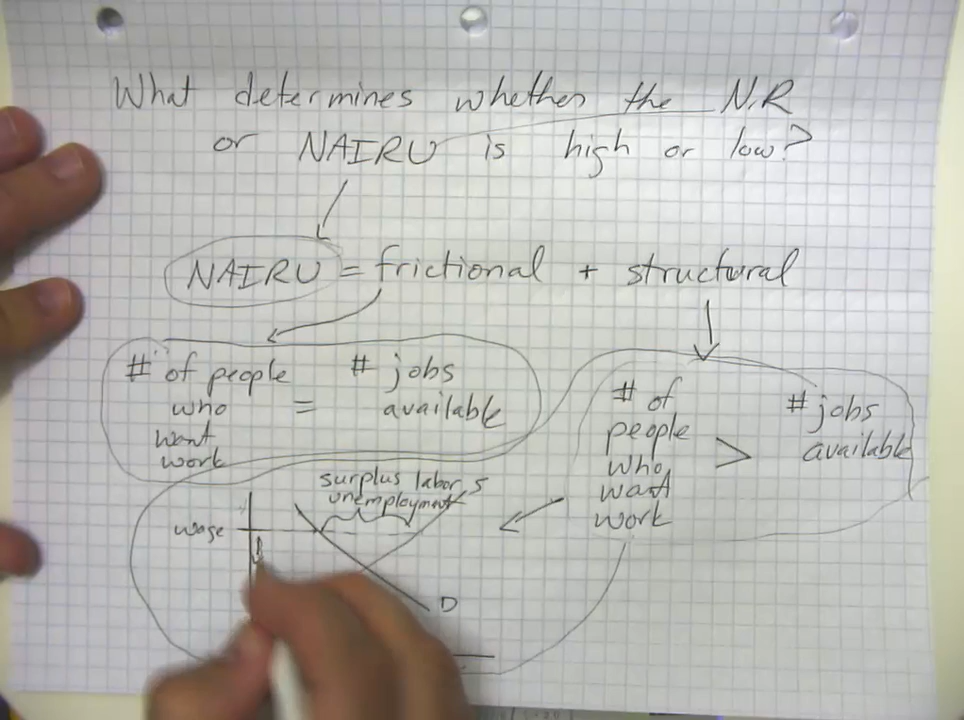 What determines whether the N.R
or NAIRU is high or low?
NAIRU = frictional + structural
# of people
who
want
work
=
# jobs
available
# of
people
who
want
work
>
# jobs
available
surplus labor S
unemployment
wage
D